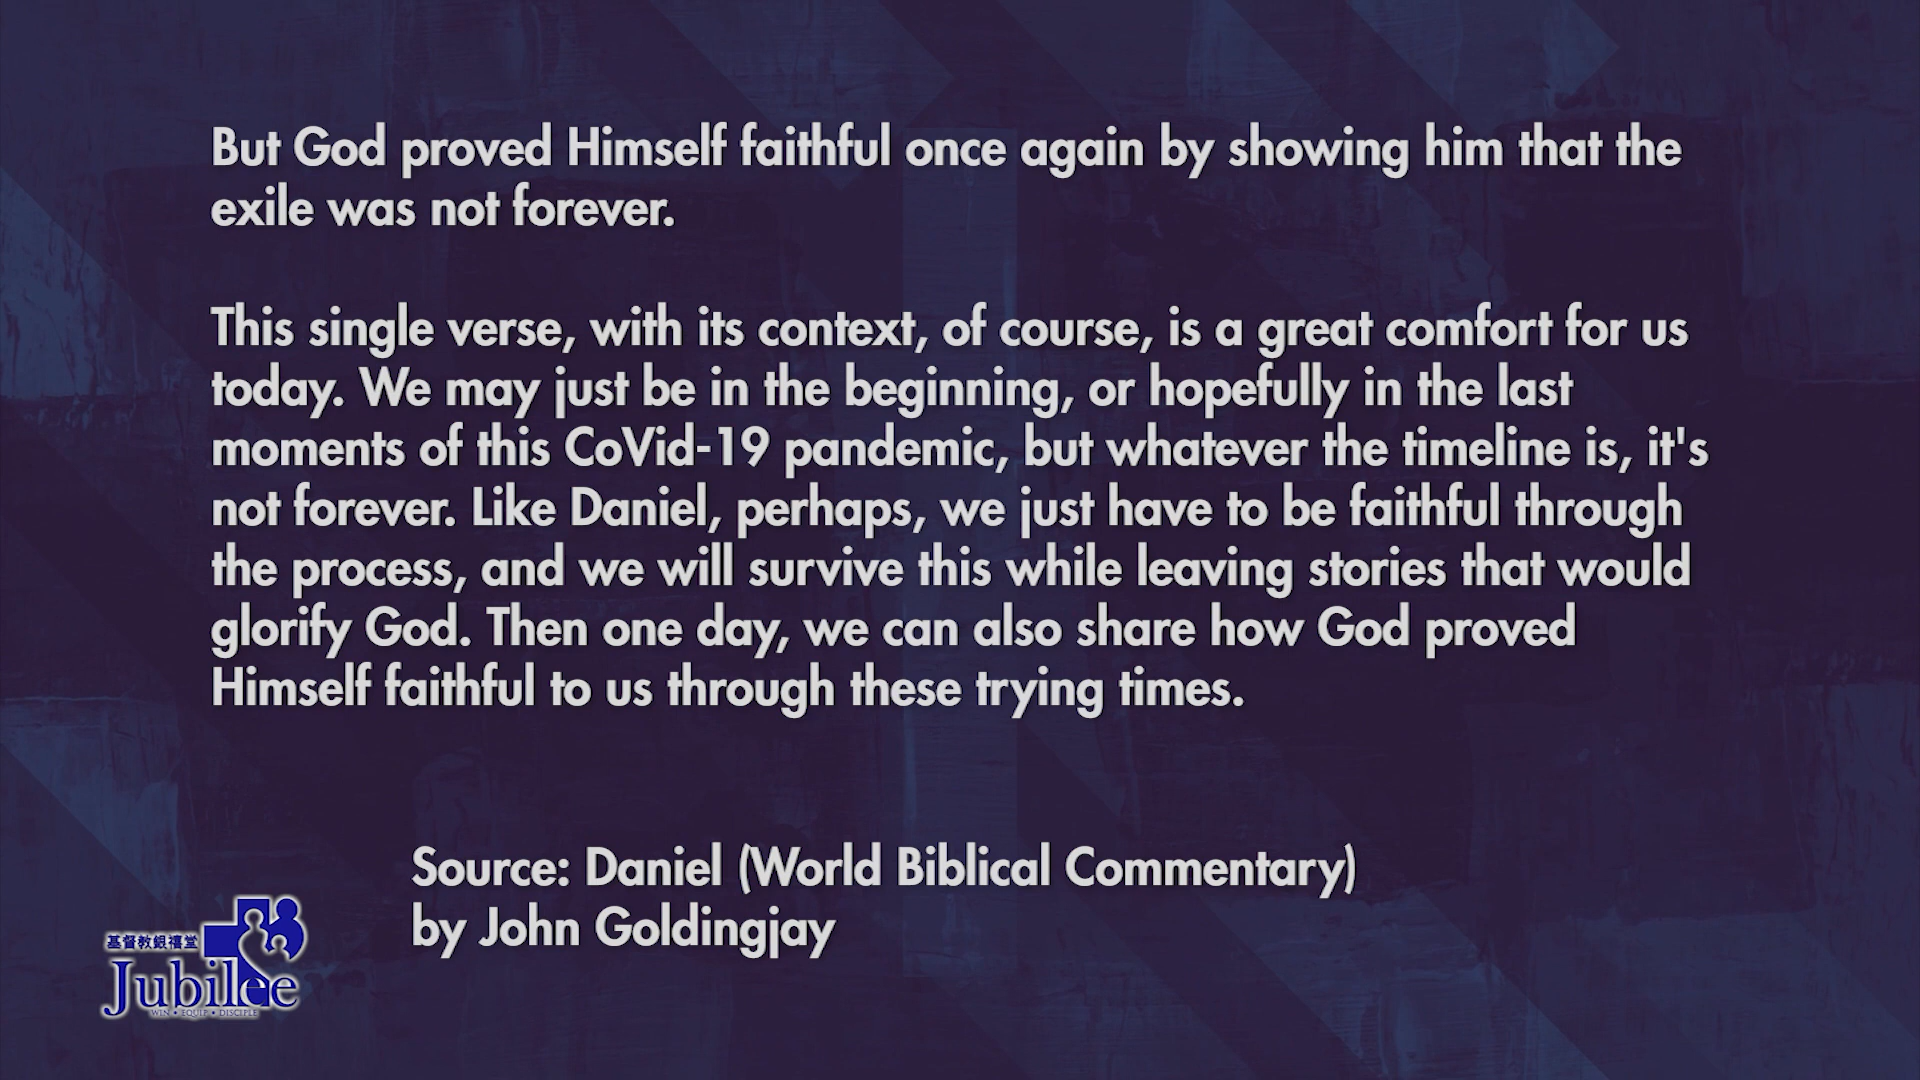 But God proved Himself faithful once again by showing him that the
exile was not forever.
This single verse, with its context, of course, is a great comfort for us
today. We may just be in the beginning, or hopefully in the last
moments of this CoVid-19 pandemic, but whatever the timeline is, it's
not forever. Like Daniel, perhaps, we just have to be faithful through
the process, and we will survive this while leaving stories that would
glorify God. Then one day, we can also share how God proved
Himself faithful to us through these trying times.
Source: Daniel (World Biblical Commentary)
by John Goldingjay
基督教銀禧堂
Jubilee
WIN • EQUIP • DISCIPLE